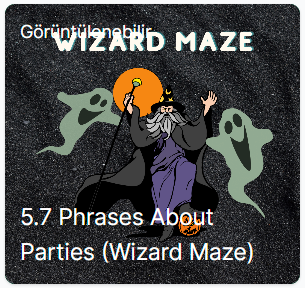 Görüntülenebilir
WIZARD MAZE
5.7 Phrases About
Parties (Wizard Maze)